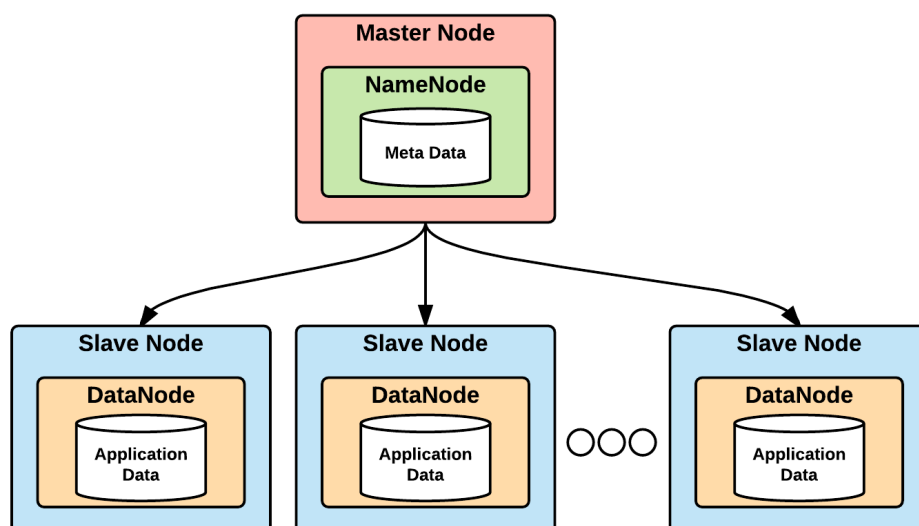 Master Node
NameNode
Meta Data
Slave Node
DataNode
Application
Data
Slave Node
DataNode
Application
Data
Slave Node
DataNode
Application
Data